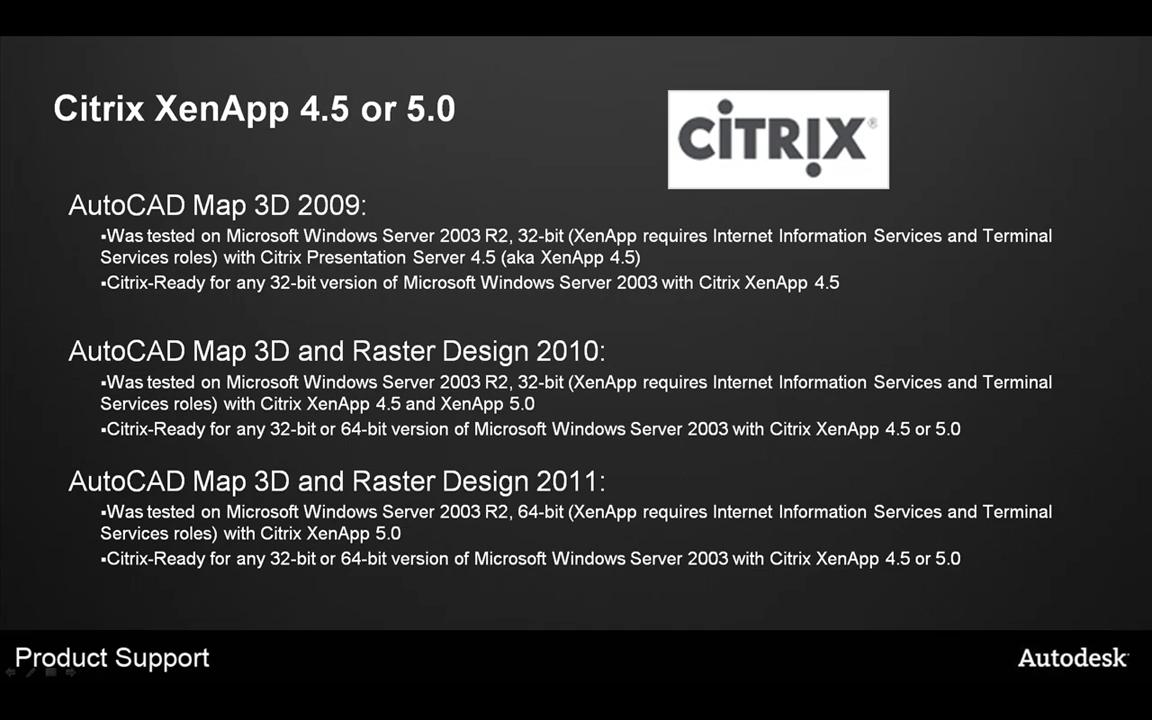 Citrix XenApp 4.5 or 5.0
CiTRIX®
AutoCAD Map 3D 2009:
▪Was tested on Microsoft Windows Server 2003 R2, 32-bit (XenApp requires Internet Information Services and Terminal
Services roles) with Citrix Presentation Server 4.5 (aka XenApp 4.5)
▪Citrix-Ready for any 32-bit version of Microsoft Windows Server 2003 with Citrix XenApp 4.5
AutoCAD Map 3D and Raster Design 2010:
▪Was tested on Microsoft Windows Server 2003 R2, 32-bit (XenApp requires Internet Information Services and Terminal
Services roles) with Citrix XenApp 4.5 and XenApp 5.0
▪Citrix-Ready for any 32-bit or 64-bit version of Microsoft Windows Server 2003 with Citrix XenApp 4.5 or 5.0
AutoCAD Map 3D and Raster Design 2011:
▪Was tested on Microsoft Windows Server 2003 R2, 64-bit (XenApp requires Internet Information Services and Terminal
Services roles) with Citrix XenApp 5.0
▪Citrix-Ready for any 32-bit or 64-bit version of Microsoft Windows Server 2003 with Citrix XenApp 4.5 or 5.0
Product Support
Autodesk